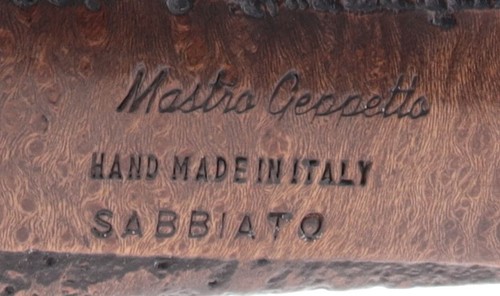 Mastro Geppetto
HAND MADE IN ITALY
SABBIATO